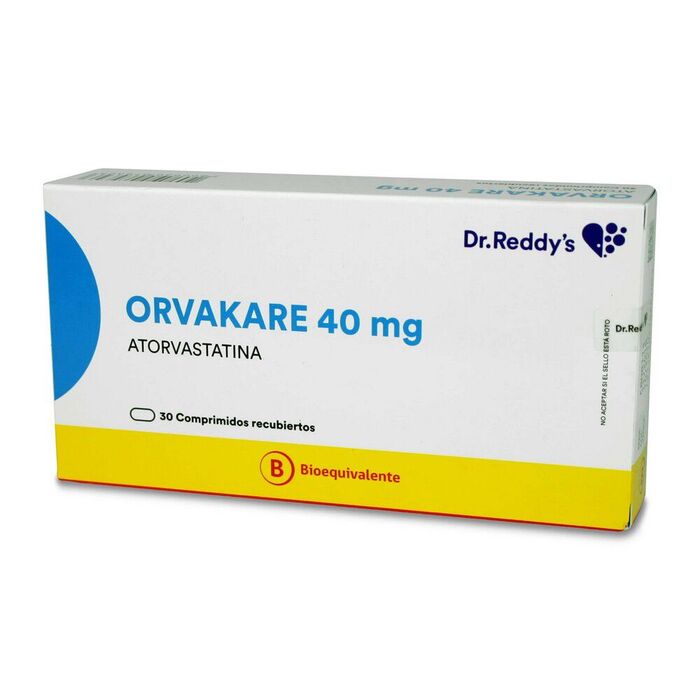 ORVAKARE 40 mg
ATORVASTATINA
Dr.Reddy's
ORVAKARE 40 mg
ATORVASTATINA
30 Comprimidos recubiertos
B Bioequivalente
NO ACEPTAR SI EL SELLO ESTÁ ROTO